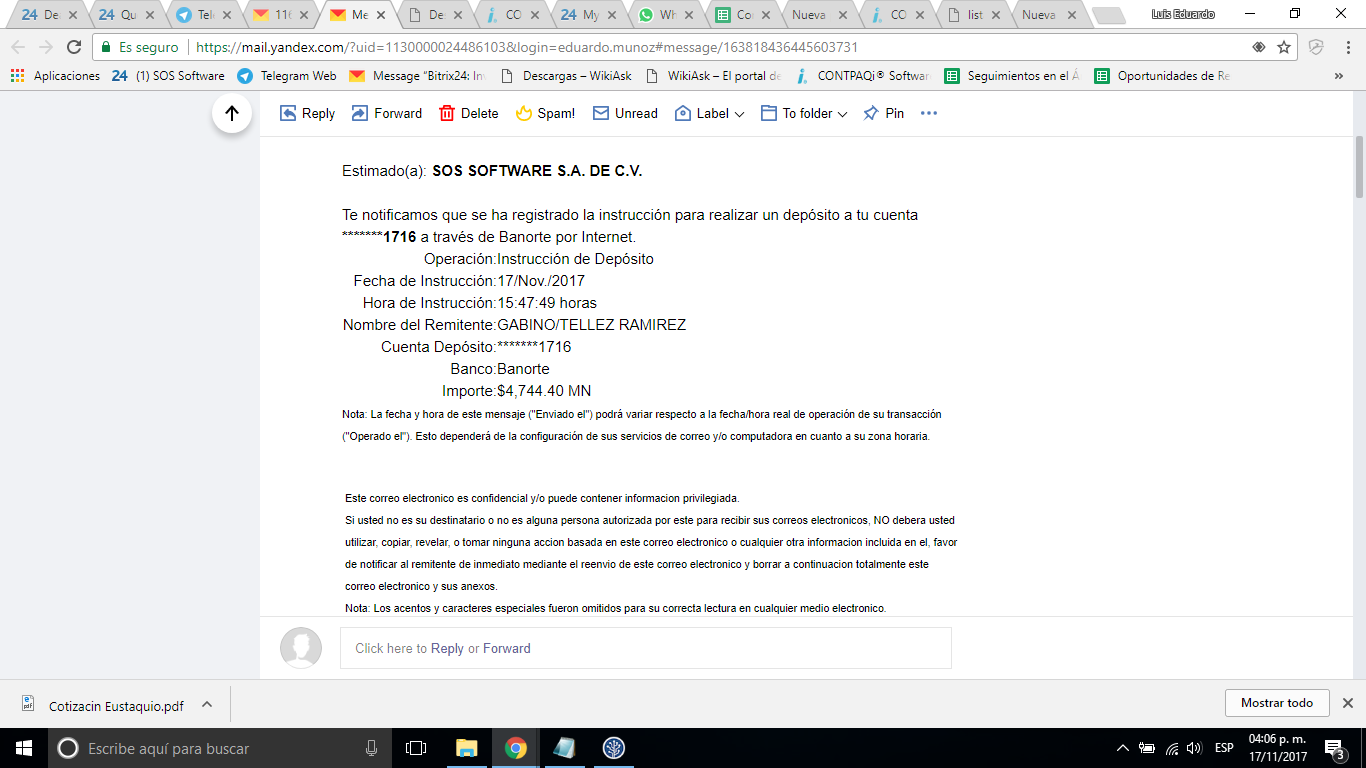 24 De
24 Qu
Tel
116
Me
De
CO
24 My
Wh
Co
Nueva
CO
list
Nueva
Luis Eduardo
Es seguro | https://mail.yandex.com/?uid=1130000024486103&login=eduardo.munoz#message/163818436445603731
Aplicaciones 24 (1) SOS Software Telegram Web Message "Bitrix24: In Descargas – WikiAsk WikiAsk – El portal de CONTPAQi® Softwar Seguimientos en el Á Oportunidades de Re »
Reply Forward Delete Spam! Unread Label To folder Pin
Estimado(a): SOS SOFTWARE S.A. DE C.V.
Te notificamos que se ha registrado la instrucción para realizar un depósito a tu cuenta
*******1716 a través de Banorte por Internet.
Operación:Instrucción de Depósito
Fecha de Instrucción:17/Nov./2017
Hora de Instrucción:15:47:49 horas
Nombre del Remitente:GABINO/TELLEZ RAMIREZ
Cuenta Depósito:*******1716
Banco:Banorte
Importe:$4,744.40 MN
Nota: La fecha y hora de este mensaje ("Enviado el") podrá variar respecto a la fecha/hora real de operación de su transacción
("Operado el"). Esto dependerá de la configuración de sus servicios de correo y/o computadora en cuanto a su zona horaria.
Este correo electronico es confidencial y/o puede contener informacion privilegiada.
Si usted no es su destinatario o no es alguna persona autorizada por este para recibir sus correos electronicos, NO debera usted
utilizar, copiar, revelar, o tomar ninguna accion basada en este correo electronico o cualquier otra informacion incluida en el, favor
de notificar al remitente de inmediato mediante el reenvio de este correo electronico y borrar a continuacion totalmente este
correo electronico y sus anexos.
Nota: Los acentos y caracteres especiales fueron omitidos para su correcta lectura en cualquier medio electronico.
Click here to Reply or Forward
Cotizacin Eustaquio.pdf
Mostrar todo
Escribe aquí para buscar
ESP
04:06 p. m.
17/11/2017
3